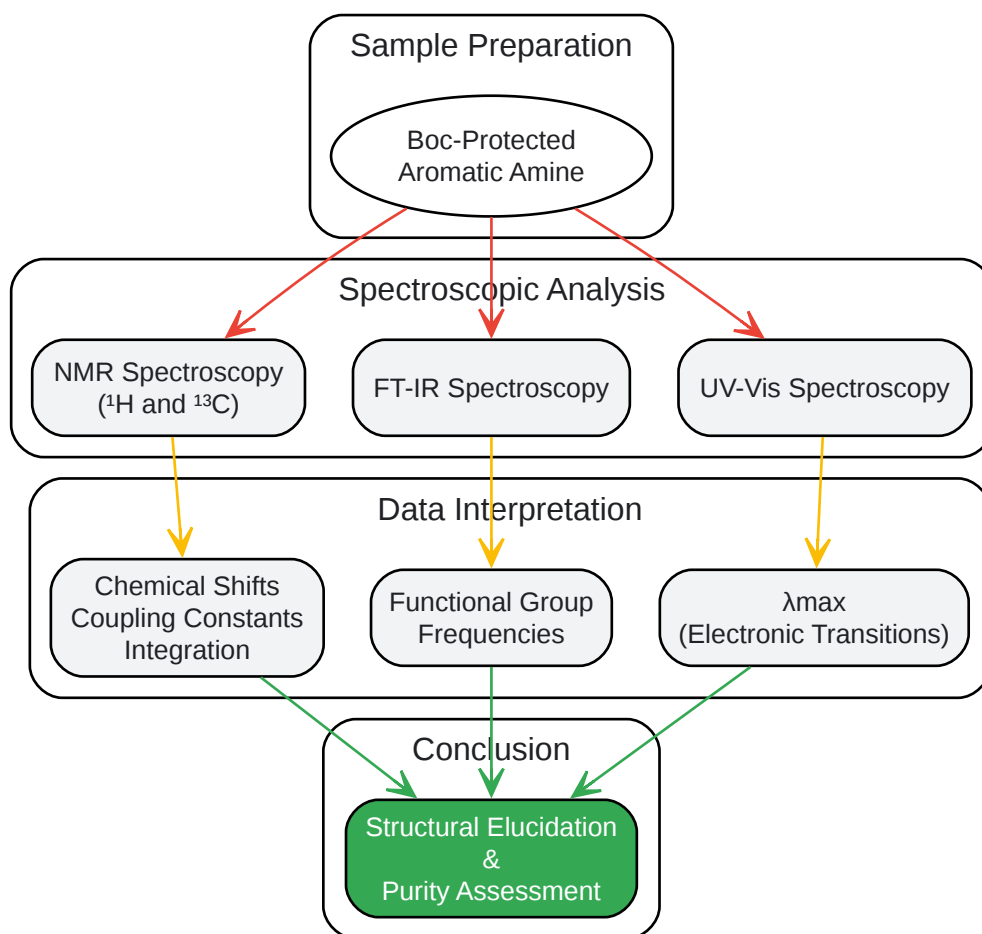 Sample Preparation
Boc-Protected
Aromatic Amine
Spectroscopic Analysis
NMR Spectroscopy
(¹H and ¹³C)
FT-IR Spectroscopy
UV-Vis Spectroscopy
Data Interpretation
Chemical Shifts
Coupling Constants
Integration
Functional Group
Frequencies
λmax
(Electronic Transitions)
Conclusion
Structural Elucidation
&
Purity Assessment